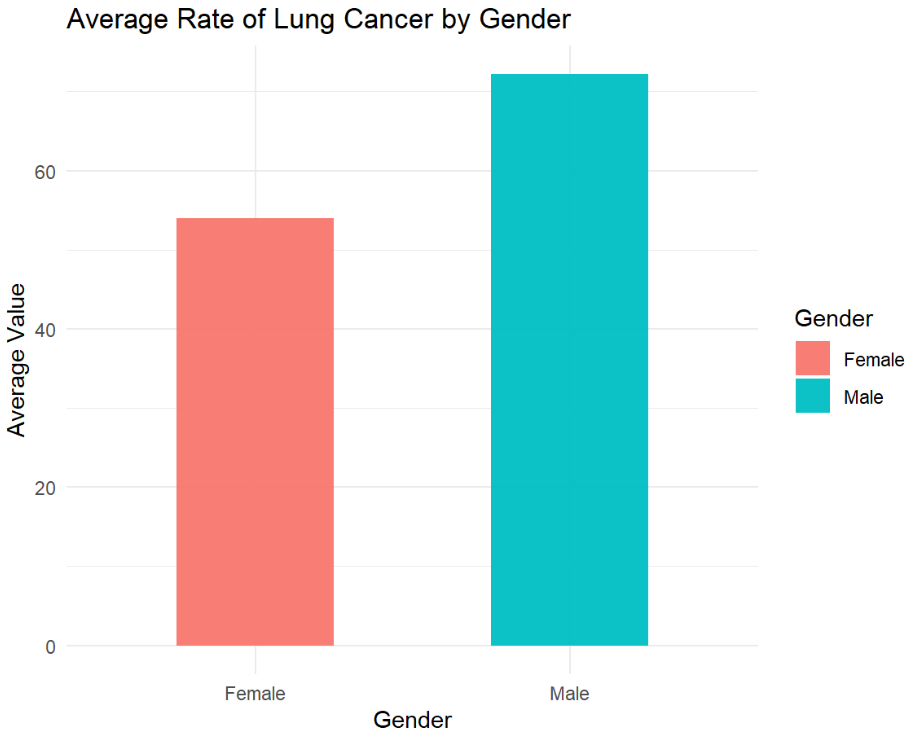 Average Rate of Lung Cancer by Gender
Average Value
60
40
20
0
Female
Male
Gender
Gender
Female
Male